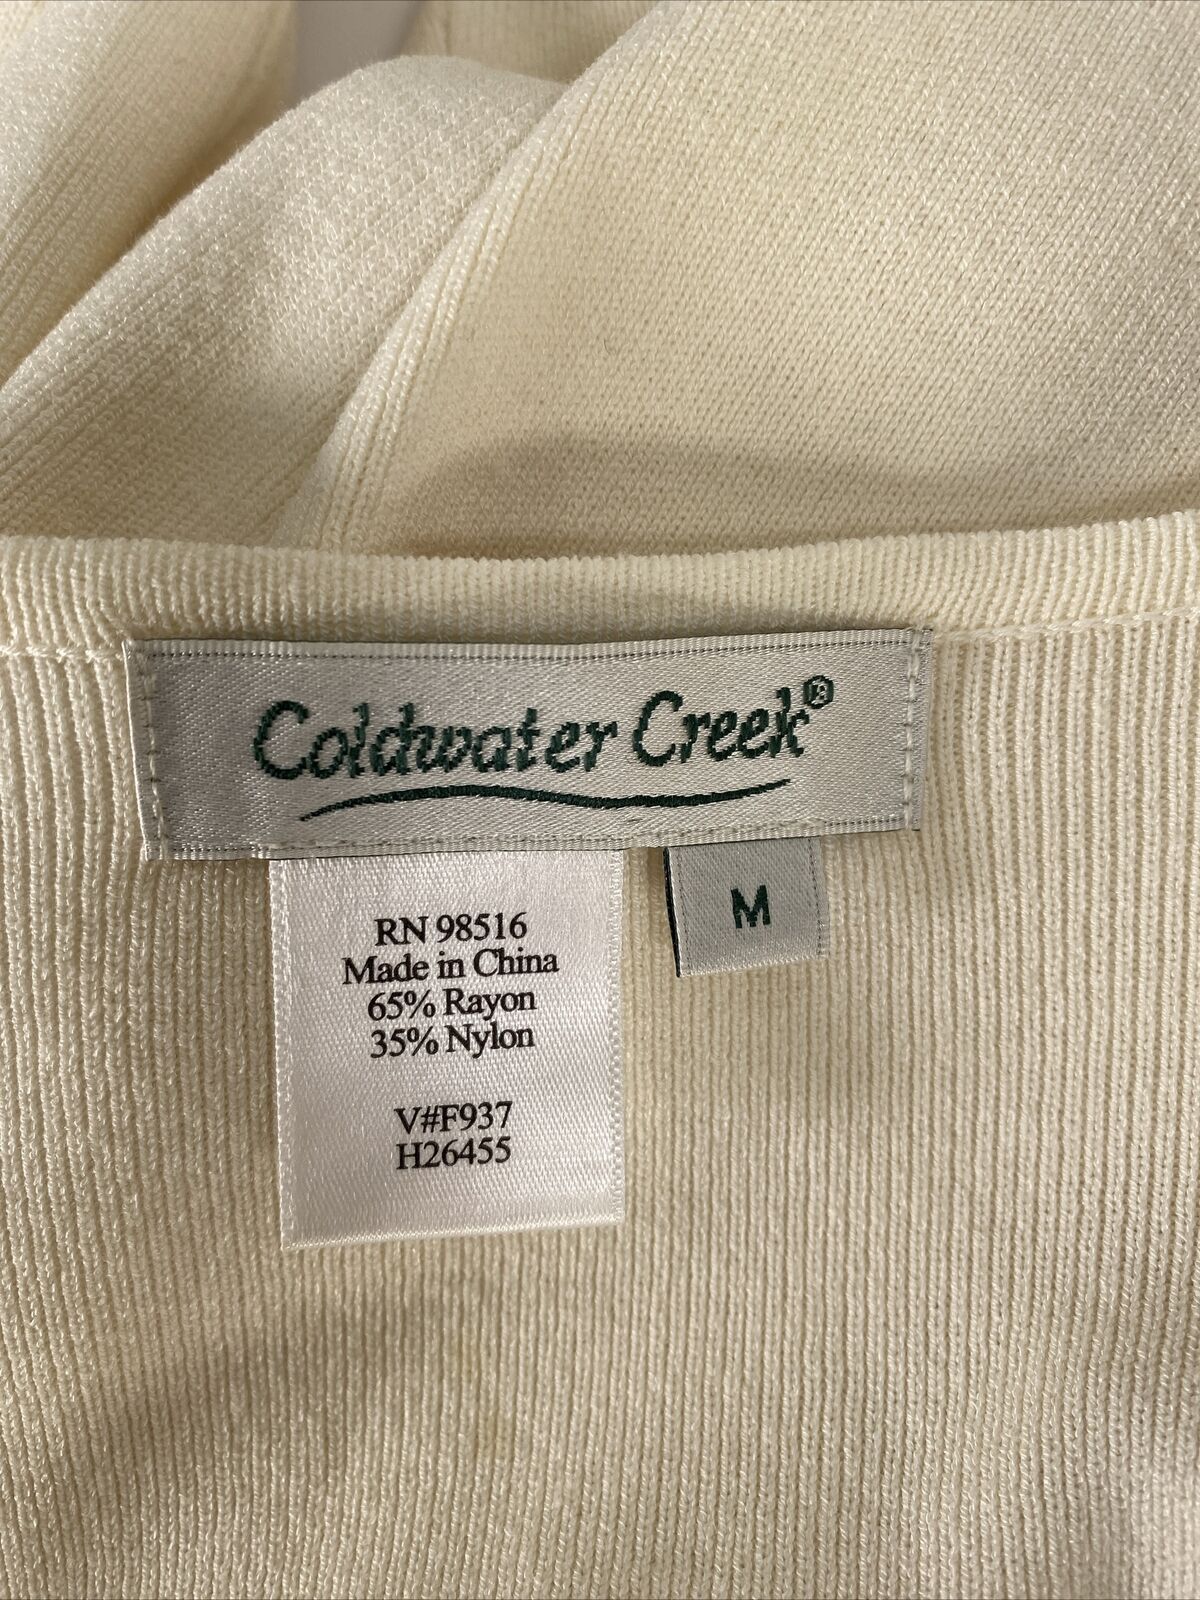 Coldwater Creek®
M
RN 98516
Made in China
65% Rayon
35% Nylon
V#F937
H26455